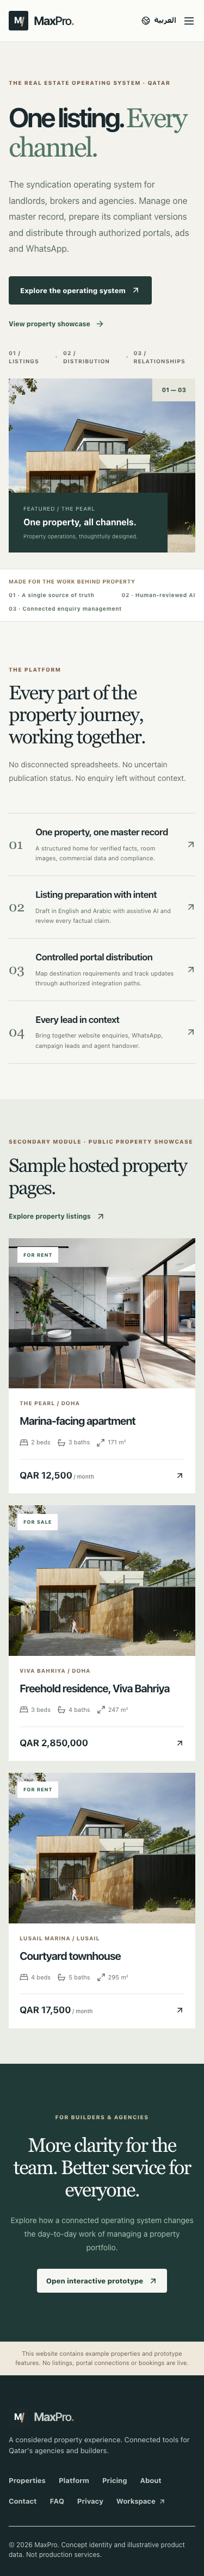 M MaxPro.
العربية
THE REAL ESTATE OPERATING SYSTEM · QATAR
One listing. Every
channel.
The syndication operating system for
landlords, brokers and agencies. Manage one
master record, prepare its compliant versions
and distribute through authorized portals, ads
and WhatsApp.
Explore the operating system
View property showcase
01 / LISTINGS · 02 / DISTRIBUTION · 03 / RELATIONSHIPS
01 — 03
FEATURED / THE PEARL
One property, all channels.
Property operations, thoughtfully designed.
MADE FOR THE WORK BEHIND PROPERTY
01 · A single source of truth
02 · Human-reviewed AI
03 · Connected enquiry management
THE PLATFORM
Every part of the
property journey,
working together.
No disconnected spreadsheets. No uncertain
publication status. No enquiry left without context.
01
One property, one master record
A structured home for verified facts, room
images, commercial data and compliance.
02
Listing preparation with intent
Draft in English and Arabic with assistive AI and
review every factual claim.
03
Controlled portal distribution
Map destination requirements and track updates
through authorized integration paths.
04
Every lead in context
Bring together website enquiries, WhatsApp,
campaign leads and agent handover.
SECONDARY MODULE · PUBLIC PROPERTY SHOWCASE
Sample hosted property
pages.
Explore property listings
FOR RENT
THE PEARL / DOHA
Marina-facing apartment
2 beds 3 baths 171 m²
QAR 12,500 / month
FOR SALE
VIVA BAHRIYA / DOHA
Freehold residence, Viva Bahriya
3 beds 4 baths 247 m²
QAR 2,850,000
FOR RENT
LUSAIL MARINA / LUSAIL
Courtyard townhouse
4 beds 5 baths 295 m²
QAR 17,500 / month
FOR BUILDERS & AGENCIES
More clarity for the
team. Better service for
everyone.
Explore how a connected operating system changes
the day-to-day work of managing a property
portfolio.
Open interactive prototype
This website contains example properties and prototype
features. No listings, portal connections or bookings are live.
M MaxPro.
A considered property experience. Connected tools for
Qatar's agencies and builders.
Properties Platform Pricing About
Contact FAQ Privacy Workspace
© 2026 MaxPro. Concept identity and illustrative product
data. Not production services.